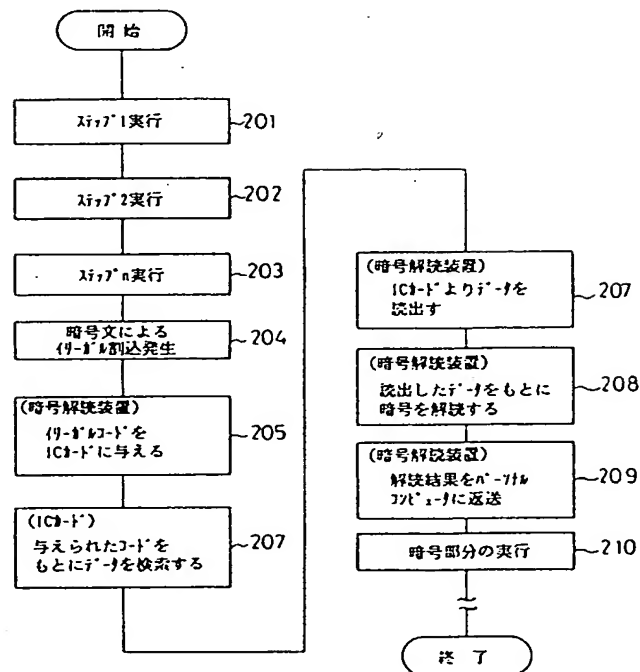 開始
ステップ1実行
201
ステップ2実行
202
ステップn実行
203
暗号文による
イリーガル割込発生
204
(暗号解読装置)
イリーガルコードを
ICカードに与える
205
(ICカード)
与えられたコードを
もとにデータを検索する
207
(暗号解読装置)
ICカードよりデータを
読出す
207
(暗号解読装置)
読出したデータをもとに
暗号を解読する
208
(暗号解読装置)
解読結果をパーソナル
コンピュータに返送
209
暗号部分の実行
210
終了